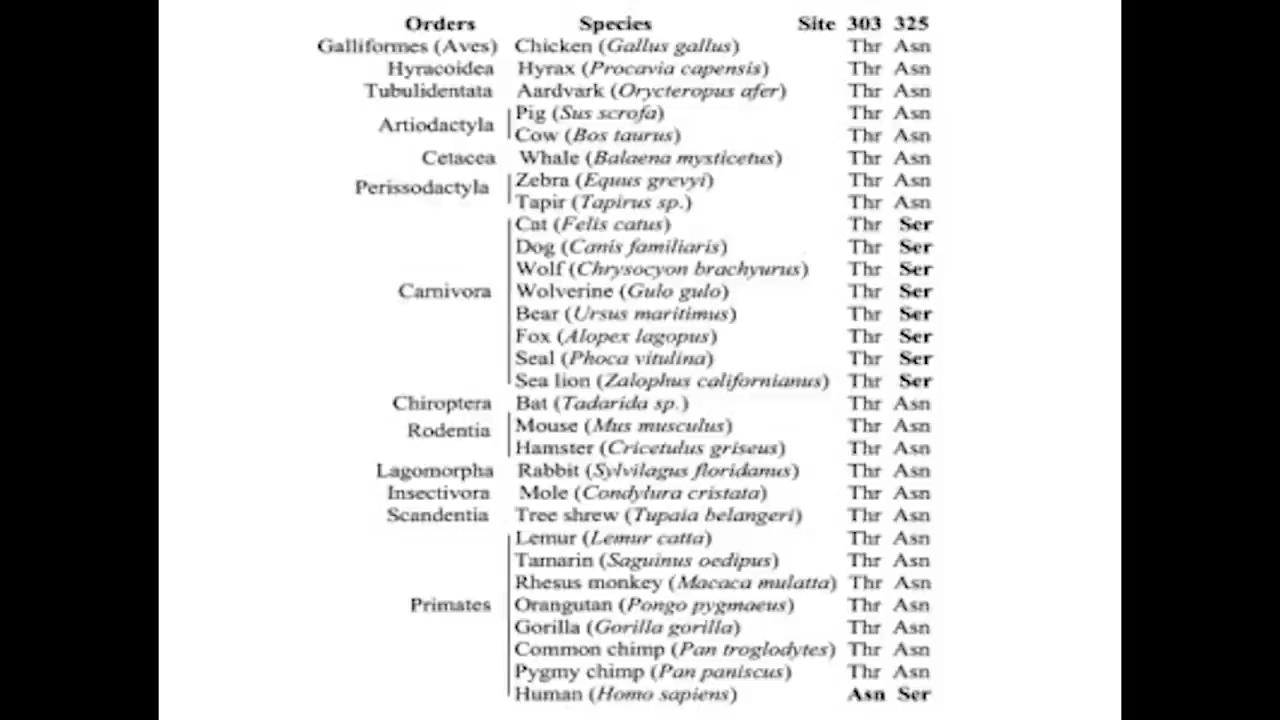 Orders Species Site 303 325
Galliformes (Aves) Chicken (Gallus gallus) Thr Asn
Hyracoidea Hyrax (Procavia capensis) Thr Asn
Tubulidentata Aardvark (Orycteropus afer) Thr Asn
Artiodactyla Pig (Sus scrofa) Thr Asn
Cow (Bos taurus) Thr Asn
Cetacea Whale (Balaena mysticetus) Thr Asn
Perissodactyla Zebra (Equus grevyi) Thr Asn
Tapir (Tapirus sp.) Thr Asn
Cat (Felis catus) Thr Ser
Dog (Canis familiaris) Thr Ser
Wolf (Chrysocyon brachyurus) Thr Ser
Carnivora Wolverine (Gulo gulo) Thr Ser
Bear (Ursus maritimus) Thr Ser
Fox (Alopex lagopus) Thr Ser
Seal (Phoca vitulina) Thr Ser
Sea lion (Zalophus californianus) Thr Ser
Chiroptera Bat (Tadarida sp.) Thr Asn
Rodentia Mouse (Mus musculus) Thr Asn
Hamster (Cricetulus griseus) Thr Asn
Lagomorpha Rabbit (Sylvilagus floridanus) Thr Asn
Insectivora Mole (Condylura cristata) Thr Asn
Scandentia Tree shrew (Tupaia belangeri) Thr Asn
Lemur (Lemur catta) Thr Asn
Tamarin (Saguinus oedipus) Thr Asn
Rhesus monkey (Macaca mulatta) Thr Asn
Primates Orangutan (Pongo pygmaeus) Thr Asn
Gorilla (Gorilla gorilla) Thr Asn
Common chimp (Pan troglodytes) Thr Asn
Pygmy chimp (Pan paniscus) Thr Asn
Human (Homo sapiens) Asn Ser